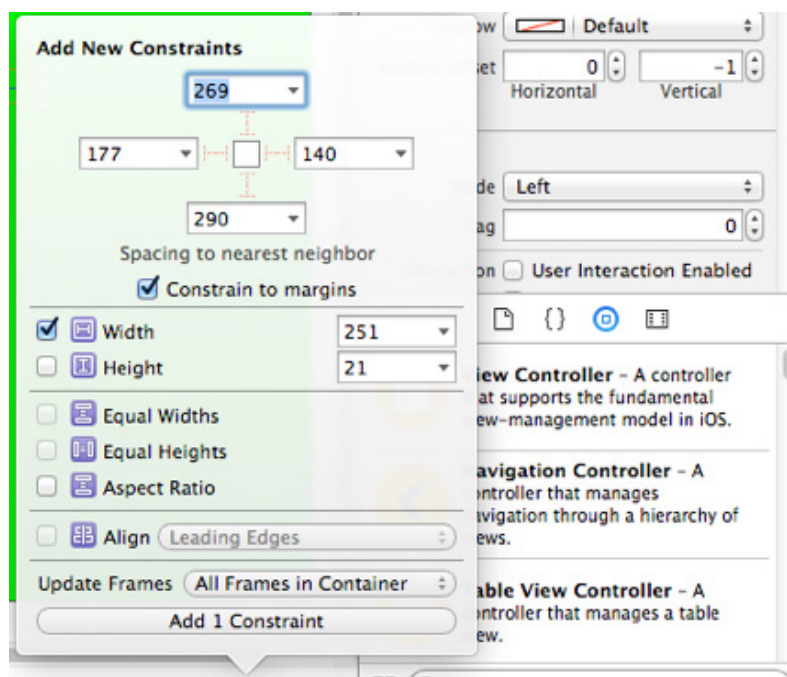 Add New Constraints
269
177
140
290
Spacing to nearest neighbor
Constrain to margins
Width 251
Height 21
Equal Widths
Equal Heights
Aspect Ratio
Align Leading Edges
Update Frames All Frames in Container
Add 1 Constraint
Default
0 -1
Horizontal Vertical
Left
0
User Interaction Enabled
{}
View Controller – A controller
that supports the fundamental
view-management model in iOS.
Navigation Controller – A
controller that manages
navigation through a hierarchy of
views.
Table View Controller – A
controller that manages a table
view.